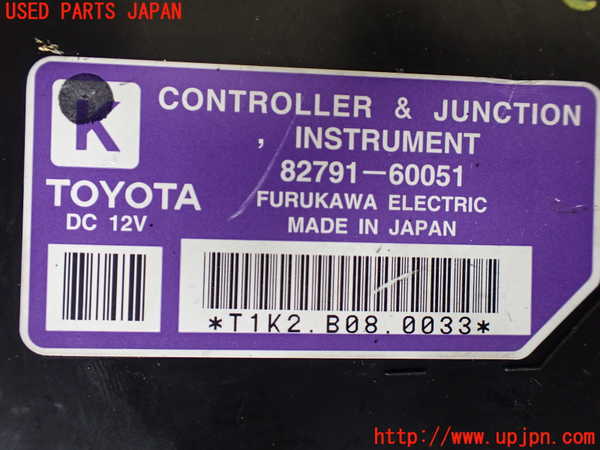 USED PARTS JAPAN
K
CONTROLLER & JUNCTION
, INSTRUMENT
82791-60051
TOYOTA
FURUKAWA ELECTRIC
DC 12V
MADE IN JAPAN
*T1K2.B08.0033*
http://www.upjpn.com/